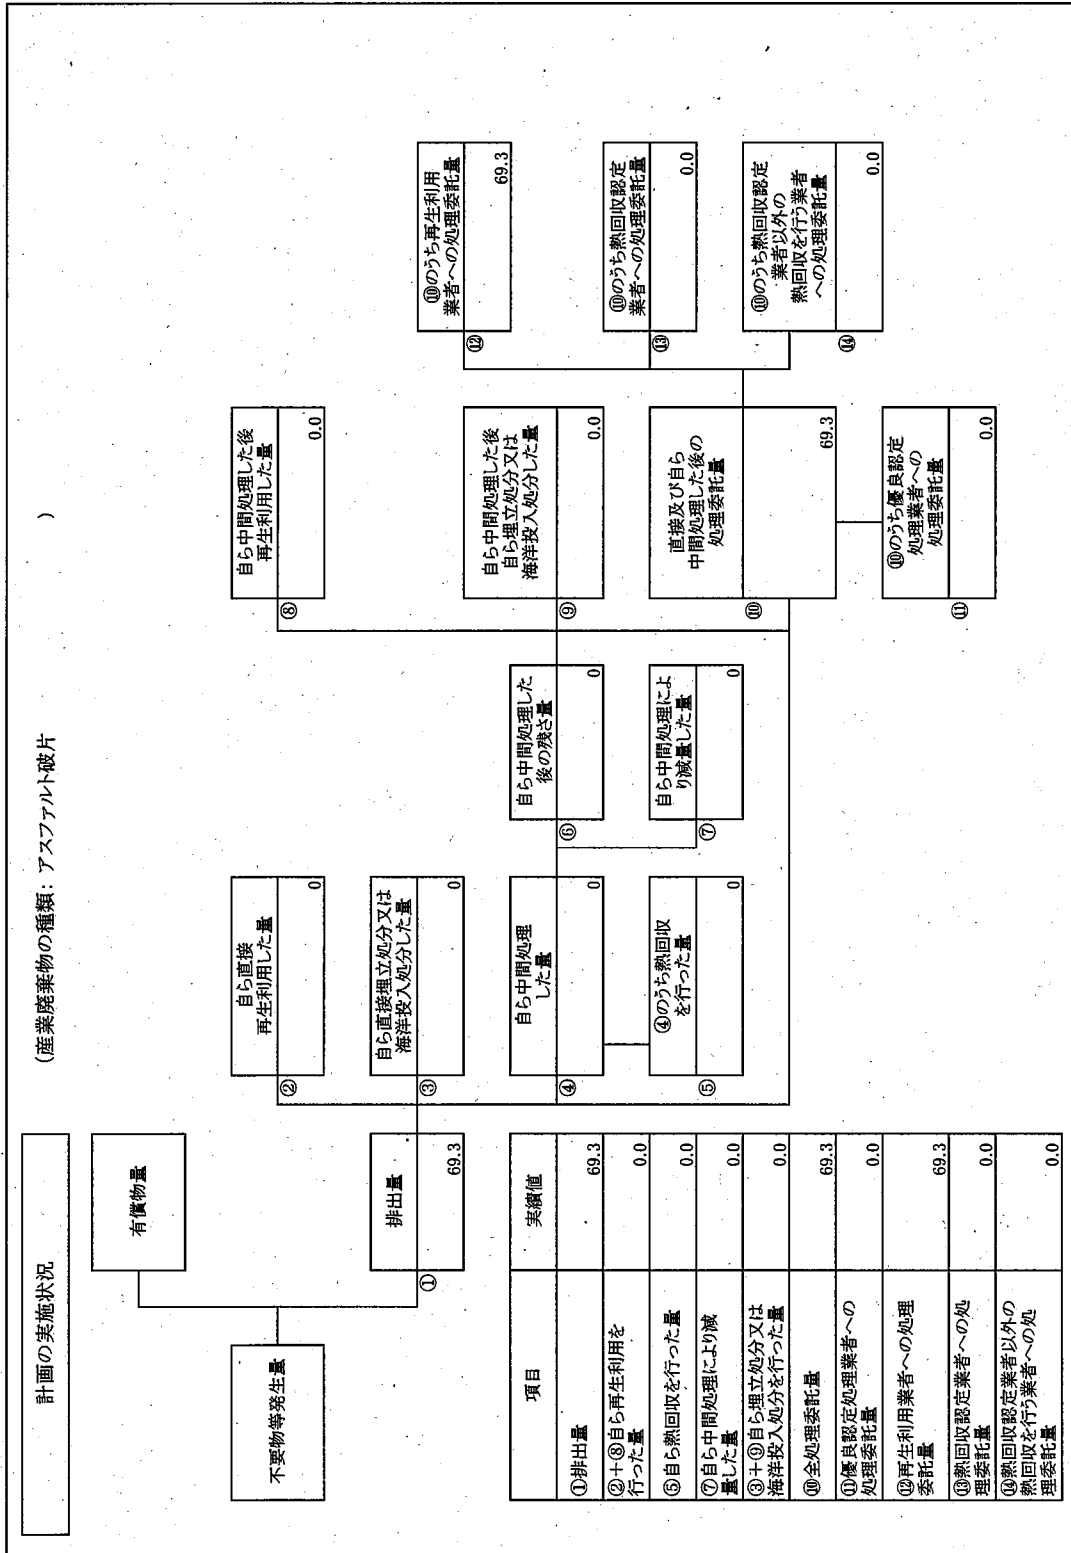 計画の実施状況
(産業廃棄物の種類: アスファルト破片
)
不要物等発生量
有償物量
排出量
①
69.3
自ら直接
再生利用した量
②
0
自ら直接埋立処分又は
海洋投入処分した量
③
0
自ら中間処理
した量
④
0
④のうち熱回収
を行った量
⑤
0
自ら中間処理した
後の残さ量
⑥
0
自ら中間処理によ
り減量した量
⑦
0
自ら中間処理した後
再生利用した量
⑧
0.0
自ら中間処理した後
自ら埋立処分又は
海洋投入処分した量
⑨
0.0
直接及び自ら
中間処理した後の
処理委託量
⑩
69.3
⑩のうち優良認定
処理業者への
処理委託量
⑪
0.0
⑩のうち再生利用
業者への処理委託量
⑫
69.3
⑩のうち熱回収認定
業者への処理委託量
⑬
0.0
⑩のうち熱回収認定
業者以外の
熱回収を行う業者
への処理委託量
⑭
0.0
項目
実績値
①排出量
69.3
②+⑧自ら再生利用を
行った量
0.0
⑤自ら熱回収を行った量
0.0
⑦自ら中間処理により減
量した量
0.0
③+⑨自ら埋立処分又は
海洋投入処分を行った量
0.0
⑩全処理委託量
69.3
⑪優良認定処理業者への
処理委託量
0.0
⑫再生利用業者への処理
委託量
69.3
⑬熱回収認定業者への処
理委託量
0.0
⑭熱回収認定業者以外の
熱回収を行う業者への処
理委託量
0.0